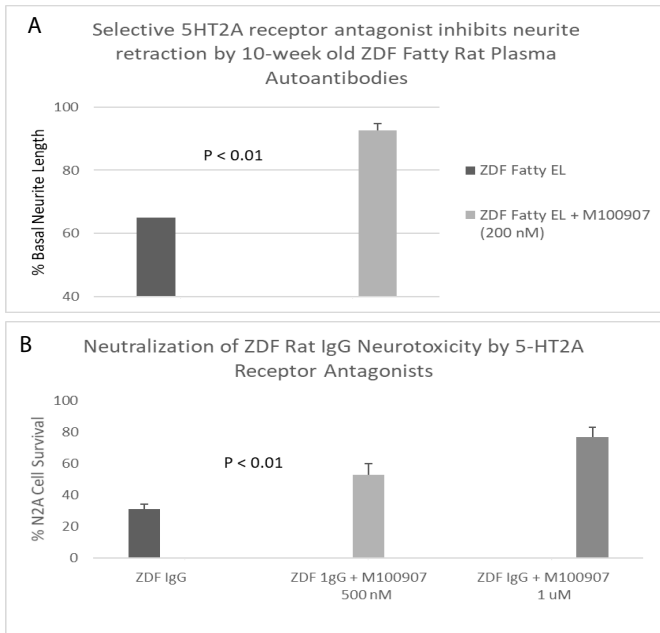 A
Selective 5HT2A receptor antagonist inhibits neurite
retraction by 10-week old ZDF Fatty Rat Plasma
Autoantibodies
100
80
60
40
% Basal Neurite Length
P < 0.01
ZDF Fatty EL
ZDF Fatty EL + M100907
(200 nM)
B
Neutralization of ZDF Rat IgG Neurotoxicity by 5-HT2A
Receptor Antagonists
100
80
60
40
20
0
% N2A Cell Survival
P < 0.01
ZDF IgG
ZDF 1gG + M100907
500 nM
ZDF IgG + M100907
1 uM